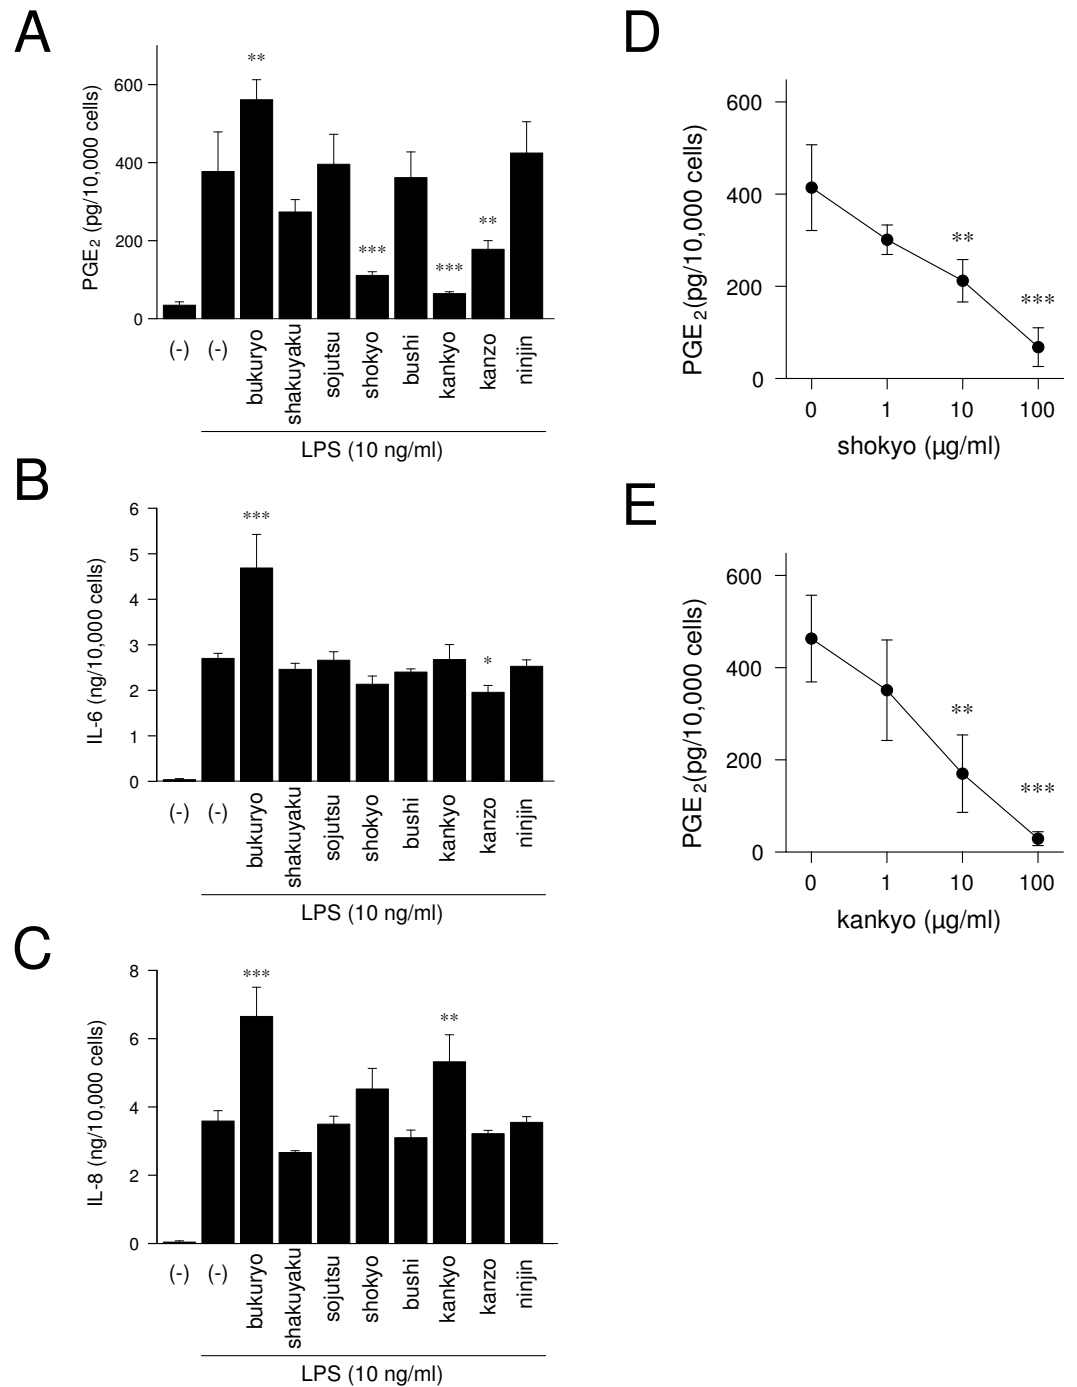 A
PGE2 (pg/10,000 cells)
600
400
200
0
**
***
***
**
(-) (-) bukuryo shakuyaku sojutsu shokyo bushi kankyo kanzo ninjin
LPS (10 ng/ml)
B
IL-6 (ng/10,000 cells)
6
5
4
3
2
1
0
***
*
(-) (-) bukuryo shakuyaku sojutsu shokyo bushi kankyo kanzo ninjin
LPS (10 ng/ml)
C
IL-8 (ng/10,000 cells)
8
6
4
2
0
***
**
(-) (-) bukuryo shakuyaku sojutsu shokyo bushi kankyo kanzo ninjin
LPS (10 ng/ml)
D
PGE2(pg/10,000 cells)
600
400
200
0
**
***
0 1 10 100
shokyo (µg/ml)
E
PGE2(pg/10,000 cells)
600
400
200
0
**
***
0 1 10 100
kankyo (µg/ml)